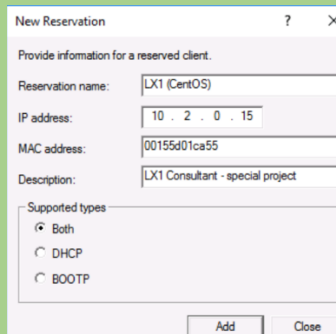 New Reservation ? X
Provide information for a reserved client.
Reservation name: LX1 (CentOS)
IP address: 10 . 2 . 0 . 15
MAC address: 00155d01ca55
Description: LX1 Consultant - special project
Supported types
Both
DHCP
BOOTP
Add Close